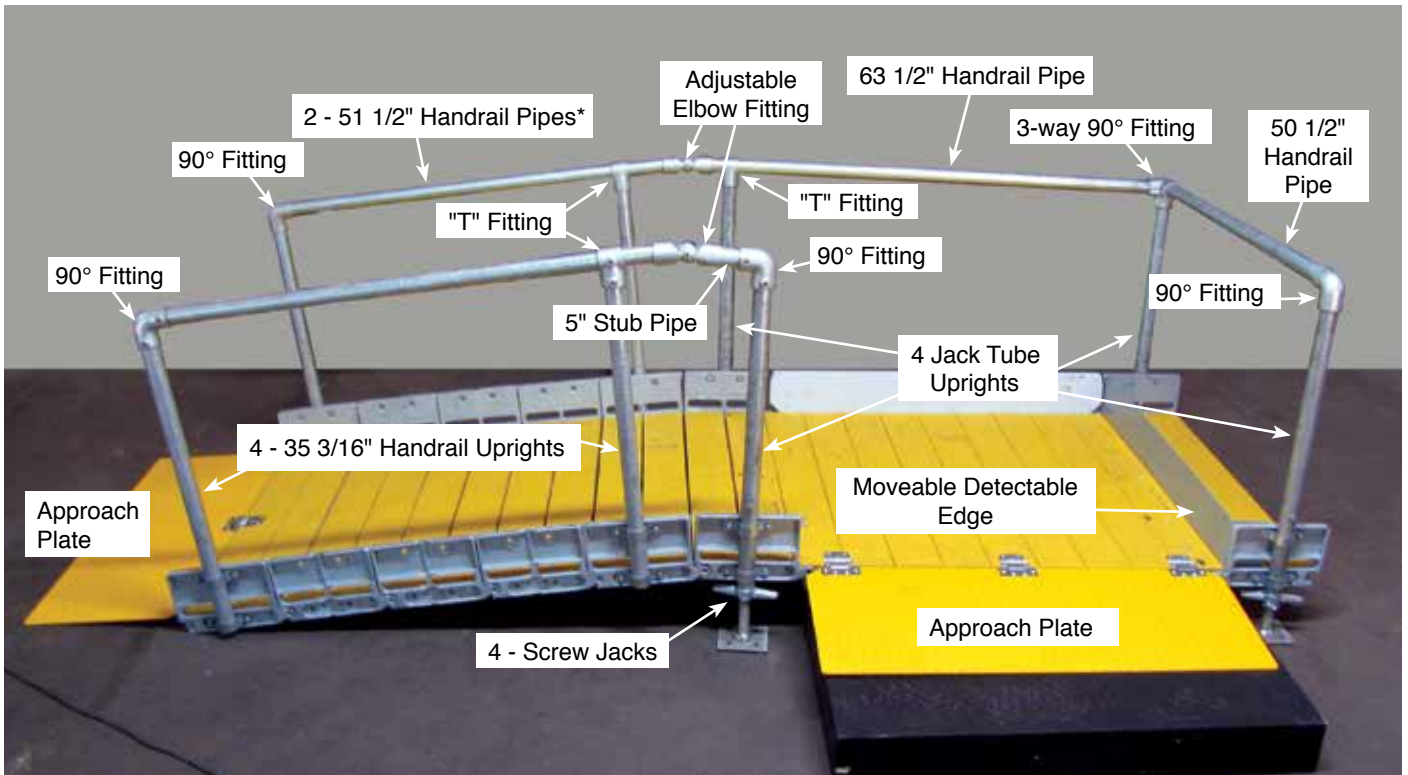 Adjustable
Elbow Fitting
63 1/2" Handrail Pipe
2 - 51 1/2" Handrail Pipes*
3-way 90° Fitting
50 1/2"
Handrail
Pipe
90° Fitting
"T" Fitting
"T" Fitting
90° Fitting
90° Fitting
90° Fitting
5" Stub Pipe
4 Jack Tube
Uprights
4 - 35 3/16" Handrail Uprights
Moveable Detectable
Edge
Approach
Plate
Approach Plate
4 - Screw Jacks